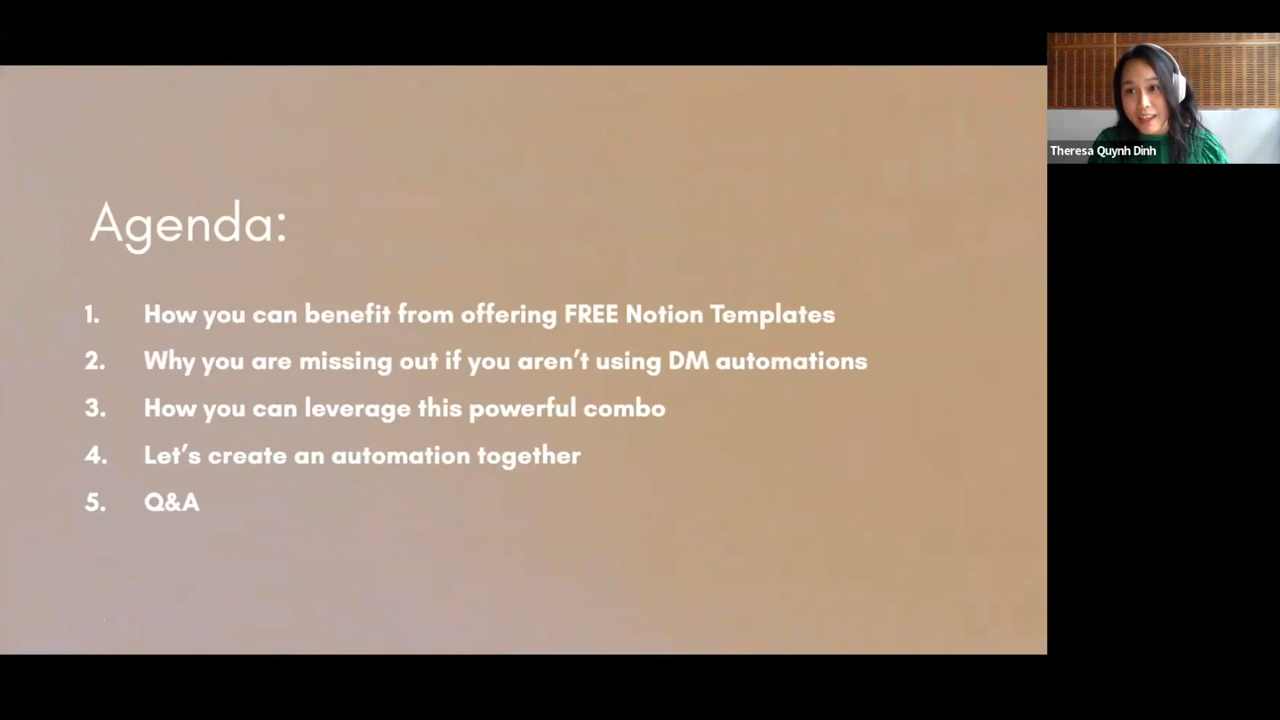 Agenda:
1. How you can benefit from offering FREE Notion Templates
2. Why you are missing out if you aren’t using DM automations
3. How you can leverage this powerful combo
4. Let’s create an automation together
5. Q&A
Theresa Quynh Dinh